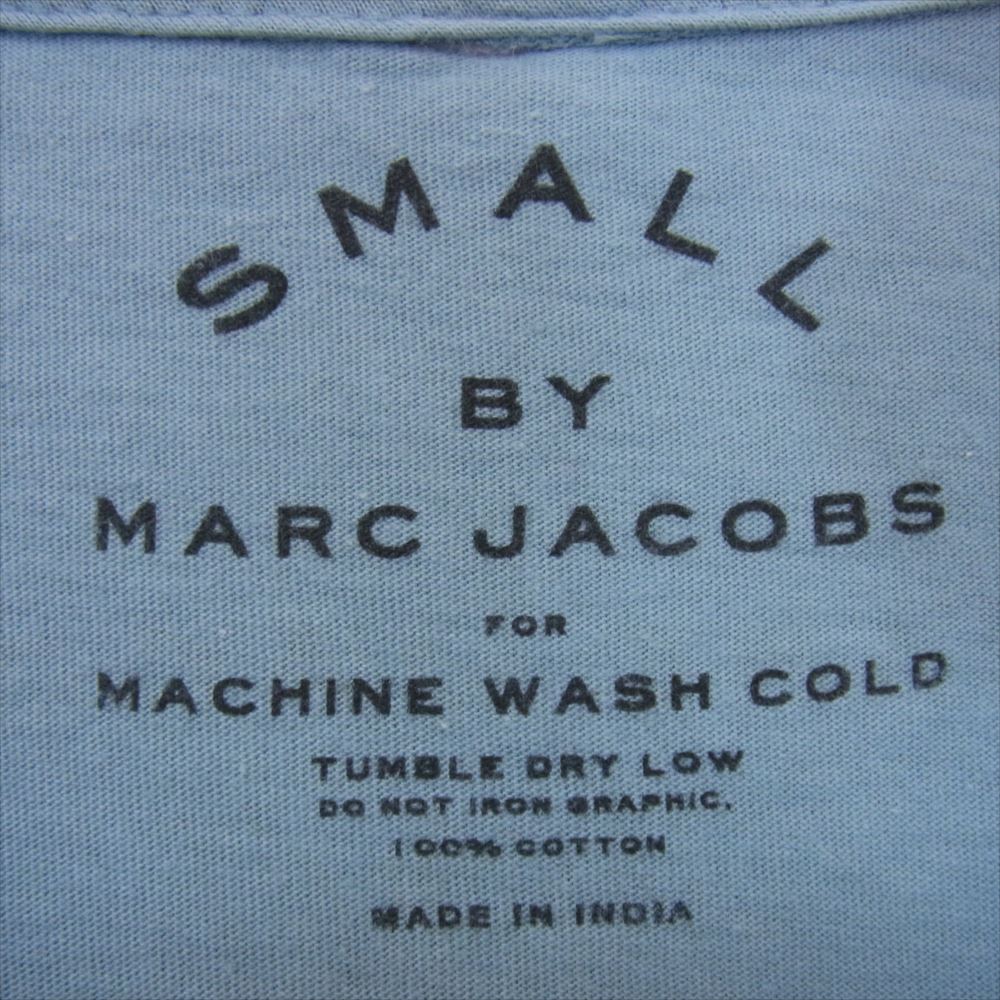 SMALL
BY
MARC JACOBS
FOR
MACHINE WASH COLD
TUMBLE DRY LOW
DO NOT IRON GRAPHIC.
100% COTTON
MADE IN INDIA